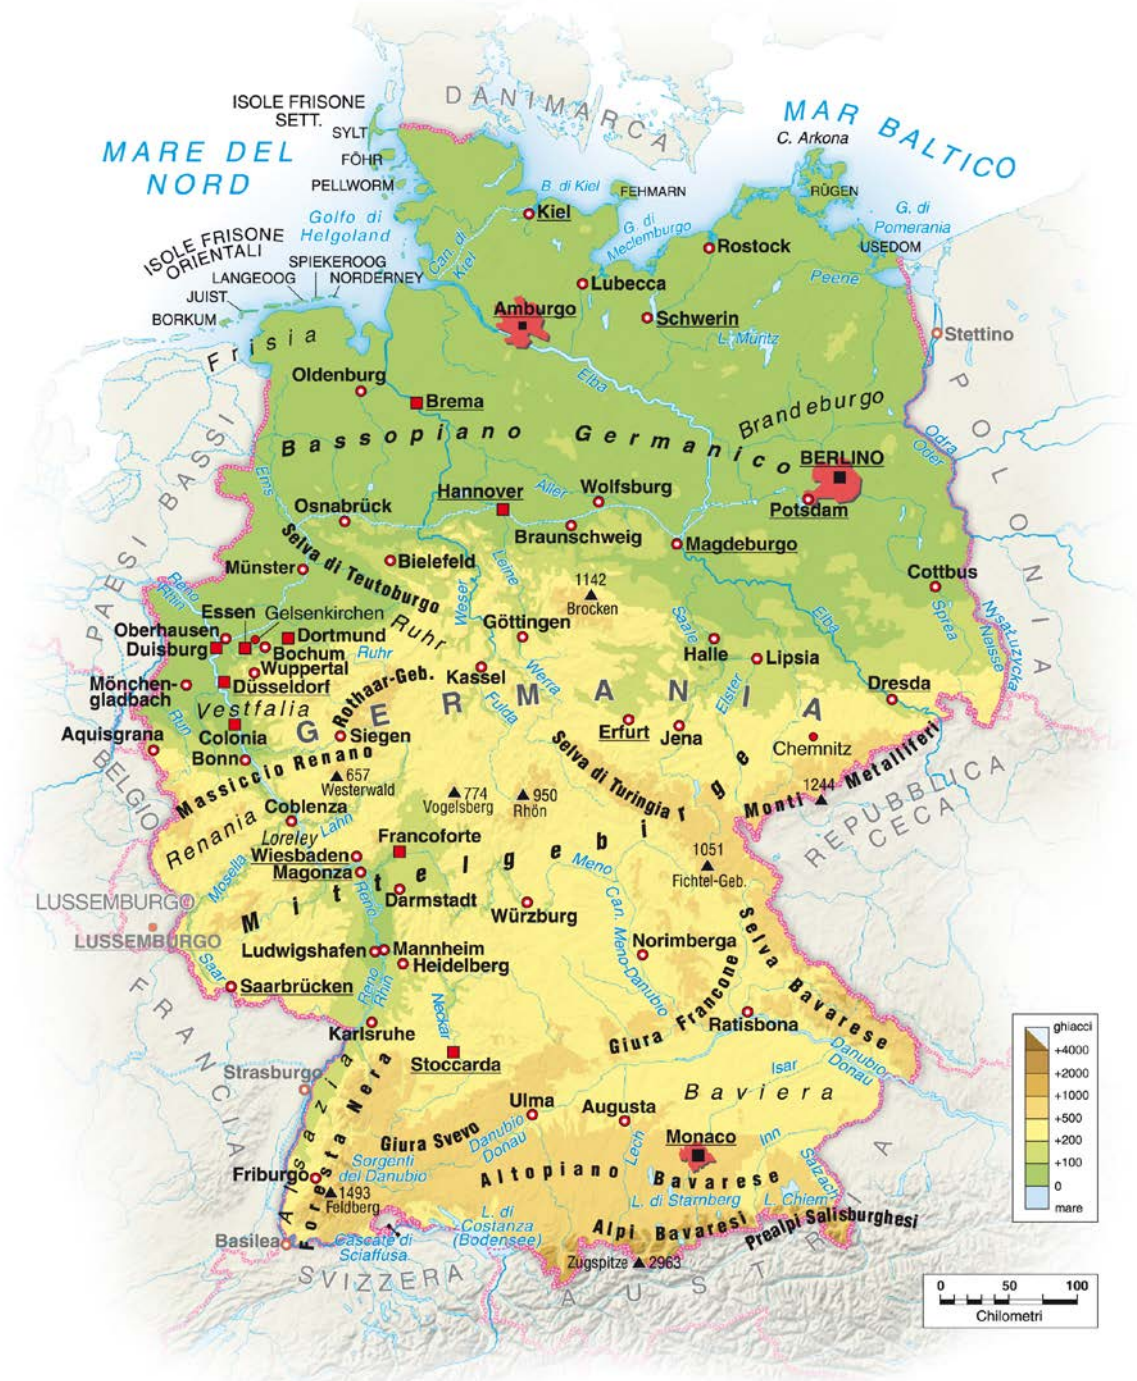 DANIMARCA
ISOLE FRISONE
SETT.
SYLT
FÖHR
PELLWORM
MARE DEL
NORD
MAR BALTICO
C. Arkona
RÜGEN
B. di Kiel
FEHMARN
Kiel
G. di
Meclemburgo
G. di
Pomerania
USEDOM
Rostock
Golfo di
Helgoland
ISOLE FRISONE
ORIENTALI
SPIEKEROOG
LANGEOOG
NORDERNEY
JUIST
BORKUM
Can. di
Kiel
Lubecca
Peene
Amburgo
Schwerin
L. Müritz
Stettino
Frisia
Oldenburg
Brema
Elba
Brandeburgo
POLONIA
Bassopiano Germanico
BERLINO
Odra
Oder
PAESI BASSI
Ems
Hannover
Aller
Wolfsburg
Potsdam
Osnabrück
Braunschweig
Magdeburgo
Selva di Teutoburgo
Bielefeld
Leine
Münster
Weser
1142
Brocken
Cottbus
Reno
Rhin
Essen
Gelsenkirchen
Ruhr
Göttingen
Saale
Elba
Sprea
Nysa Łużycka
Neisse
Oberhausen
Duisburg
Dortmund
Bochum
Ruhr
Halle
Lipsia
Wuppertal
Kassel
Werra
Mönchen-
gladbach
Düsseldorf
Rothaar-Geb.
Fulda
Elster
Dresda
Vestfalia
GERMANIA
Rur
Aquisgrana
Colonia
Siegen
Erfurt
Jena
Chemnitz
Bonn
BELGIO
Massiccio Renano
657
Westerwald
774
Vogelsberg
950
Rhön
Selva di Turingia
1244
Monti Metalliferi
REPUBBLICA
CECA
Coblenza
Renania
Loreley
Lahn
Francoforte
Mittelgebirge
Wiesbaden
Magonza
Mosella
Meno
1051
Fichtel-Geb.
Reno
Darmstadt
Würzburg
LUSSEMBURGO
LUSSEMBURGO
Can. Meno-Danubio
Norimberga
Selva Bavarese
Ludwigshafen
Mannheim
Heidelberg
Saar
Saarbrücken
Reno
Rhin
Neckar
Giura Francone
Ratisbona
FRANCIA
Karlsruhe
Stoccarda
Danubio
Donau
Strasburgo
Isar
Baviera
Alsazia
Foresta Nera
Ulma
Augusta
Giura Svevo
Danubio
Donau
Monaco
Lech
Inn
Salzach
Friburgo
Sorgenti
del Danubio
Altopiano Bavarese
1493
Feldberg
L. di Starnberg
L. Chiem
L. di
Costanza
(Bodensee)
Alpi Bavaresi
Prealpi Salisburghesi
Basilea
Cascate di
Sciaffusa
Zugspitze
2963
SVIZZERA
AUSTRIA
ghiacci
+4000
+2000
+1000
+500
+200
+100
0
mare
0 50 100
Chilometri